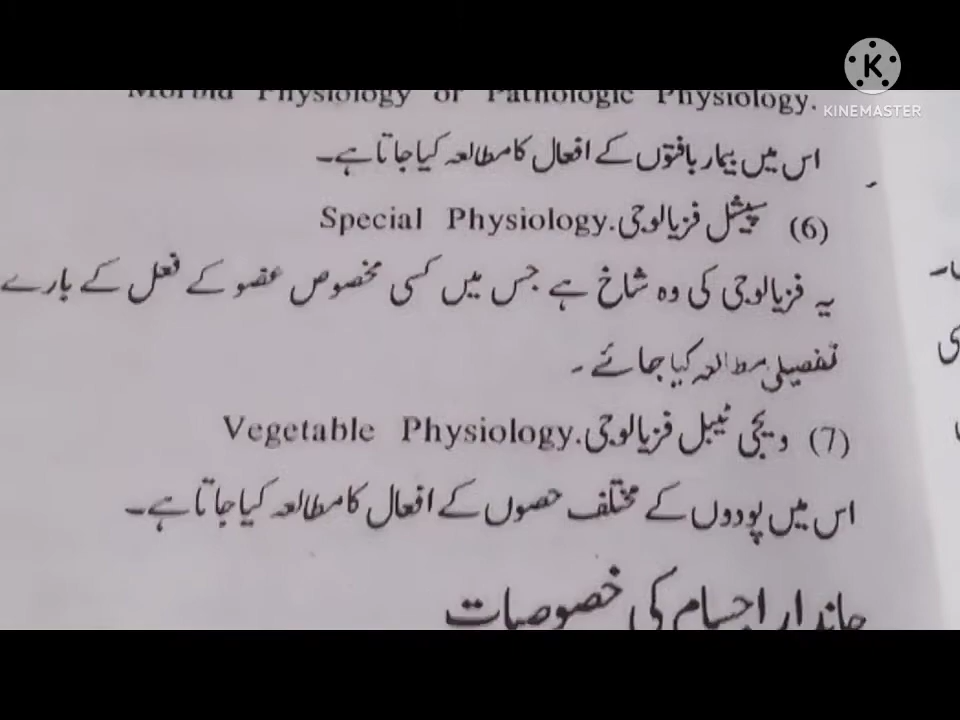 K
KINEMASTER
Morbid Physiology or Pathologic Physiology.
اس میں بیمار بافتوں کے افعال کا مطالعہ کیا جاتا ہے۔
(6) سپیشل فزیالوجی.Special Physiology
یہ فزیالوجی کی وہ شاخ ہے جس میں کسی مخصوص عضو کے فعل کے بارے
تفصیلی مطالعہ کیا جائے ۔
(7) ویجی ٹیبل فزیالوجی.Vegetable Physiology
اس میں پودوں کے مختلف حصوں کے افعال کا مطالعہ کیا جاتا ہے۔
جاندار اجسام کی خصوصیات